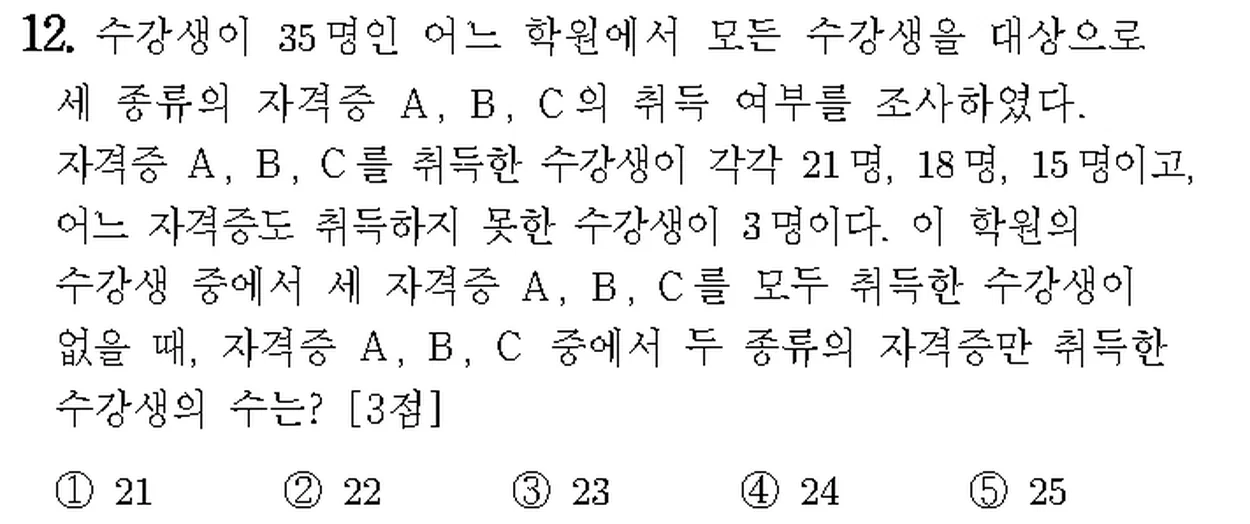 12. 수강생이 35명인 어느 학원에서 모든 수강생을 대상으로
세 종류의 자격증 A, B, C의 취득 여부를 조사하였다.
자격증 A, B, C를 취득한 수강생이 각각 21명, 18명, 15명이고,
어느 자격증도 취득하지 못한 수강생이 3명이다. 이 학원의
수강생 중에서 세 자격증 A, B, C를 모두 취득한 수강생이
없을 때, 자격증 A, B, C 중에서 두 종류의 자격증만 취득한
수강생의 수는? [3점]
① 21 ② 22 ③ 23 ④ 24 ⑤ 25